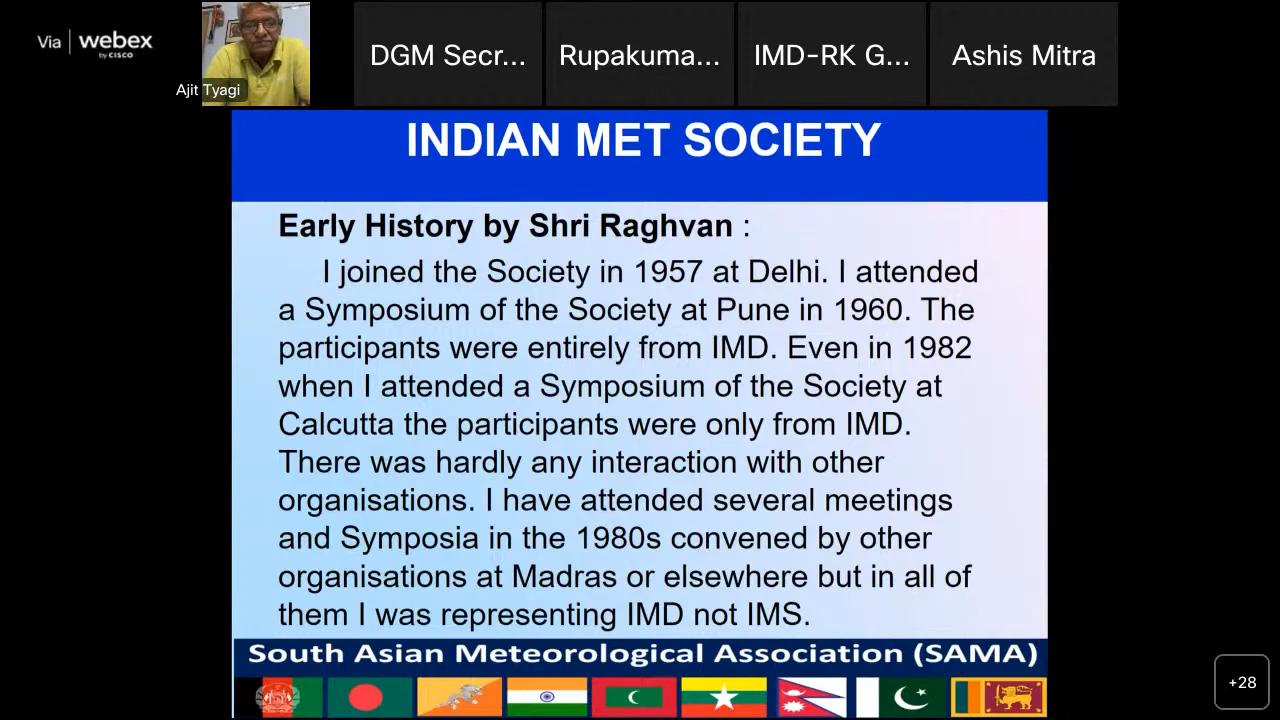 Via webex
by CISCO
Ajit Tyagi
DGM Secr...
Rupakuma...
IMD-RK G...
Ashis Mitra
INDIAN MET SOCIETY
Early History by Shri Raghvan :
I joined the Society in 1957 at Delhi. I attended
a Symposium of the Society at Pune in 1960. The
participants were entirely from IMD. Even in 1982
when I attended a Symposium of the Society at
Calcutta the participants were only from IMD.
There was hardly any interaction with other
organisations. I have attended several meetings
and Symposia in the 1980s convened by other
organisations at Madras or elsewhere but in all of
them I was representing IMD not IMS.
South Asian Meteorological Association (SAMA)
+28